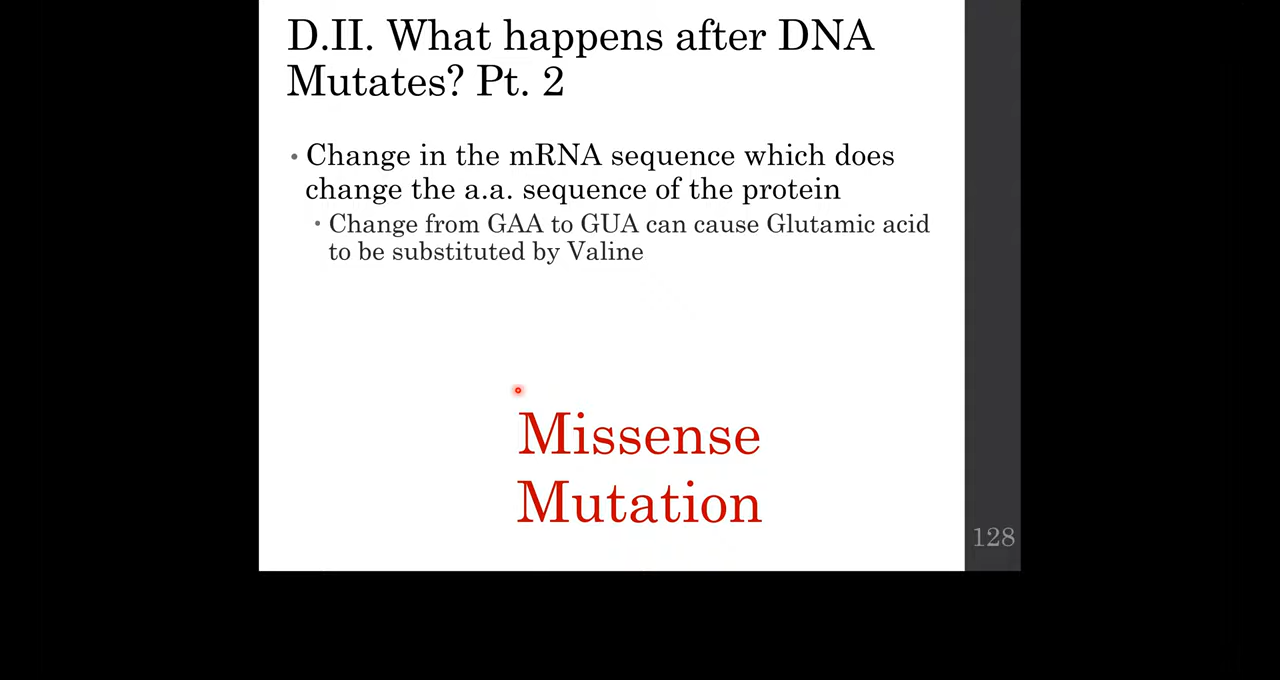 D.II. What happens after DNA
Mutates? Pt. 2
• Change in the mRNA sequence which does
change the a.a. sequence of the protein
• Change from GAA to GUA can cause Glutamic acid
to be substituted by Valine
Missense
Mutation
128